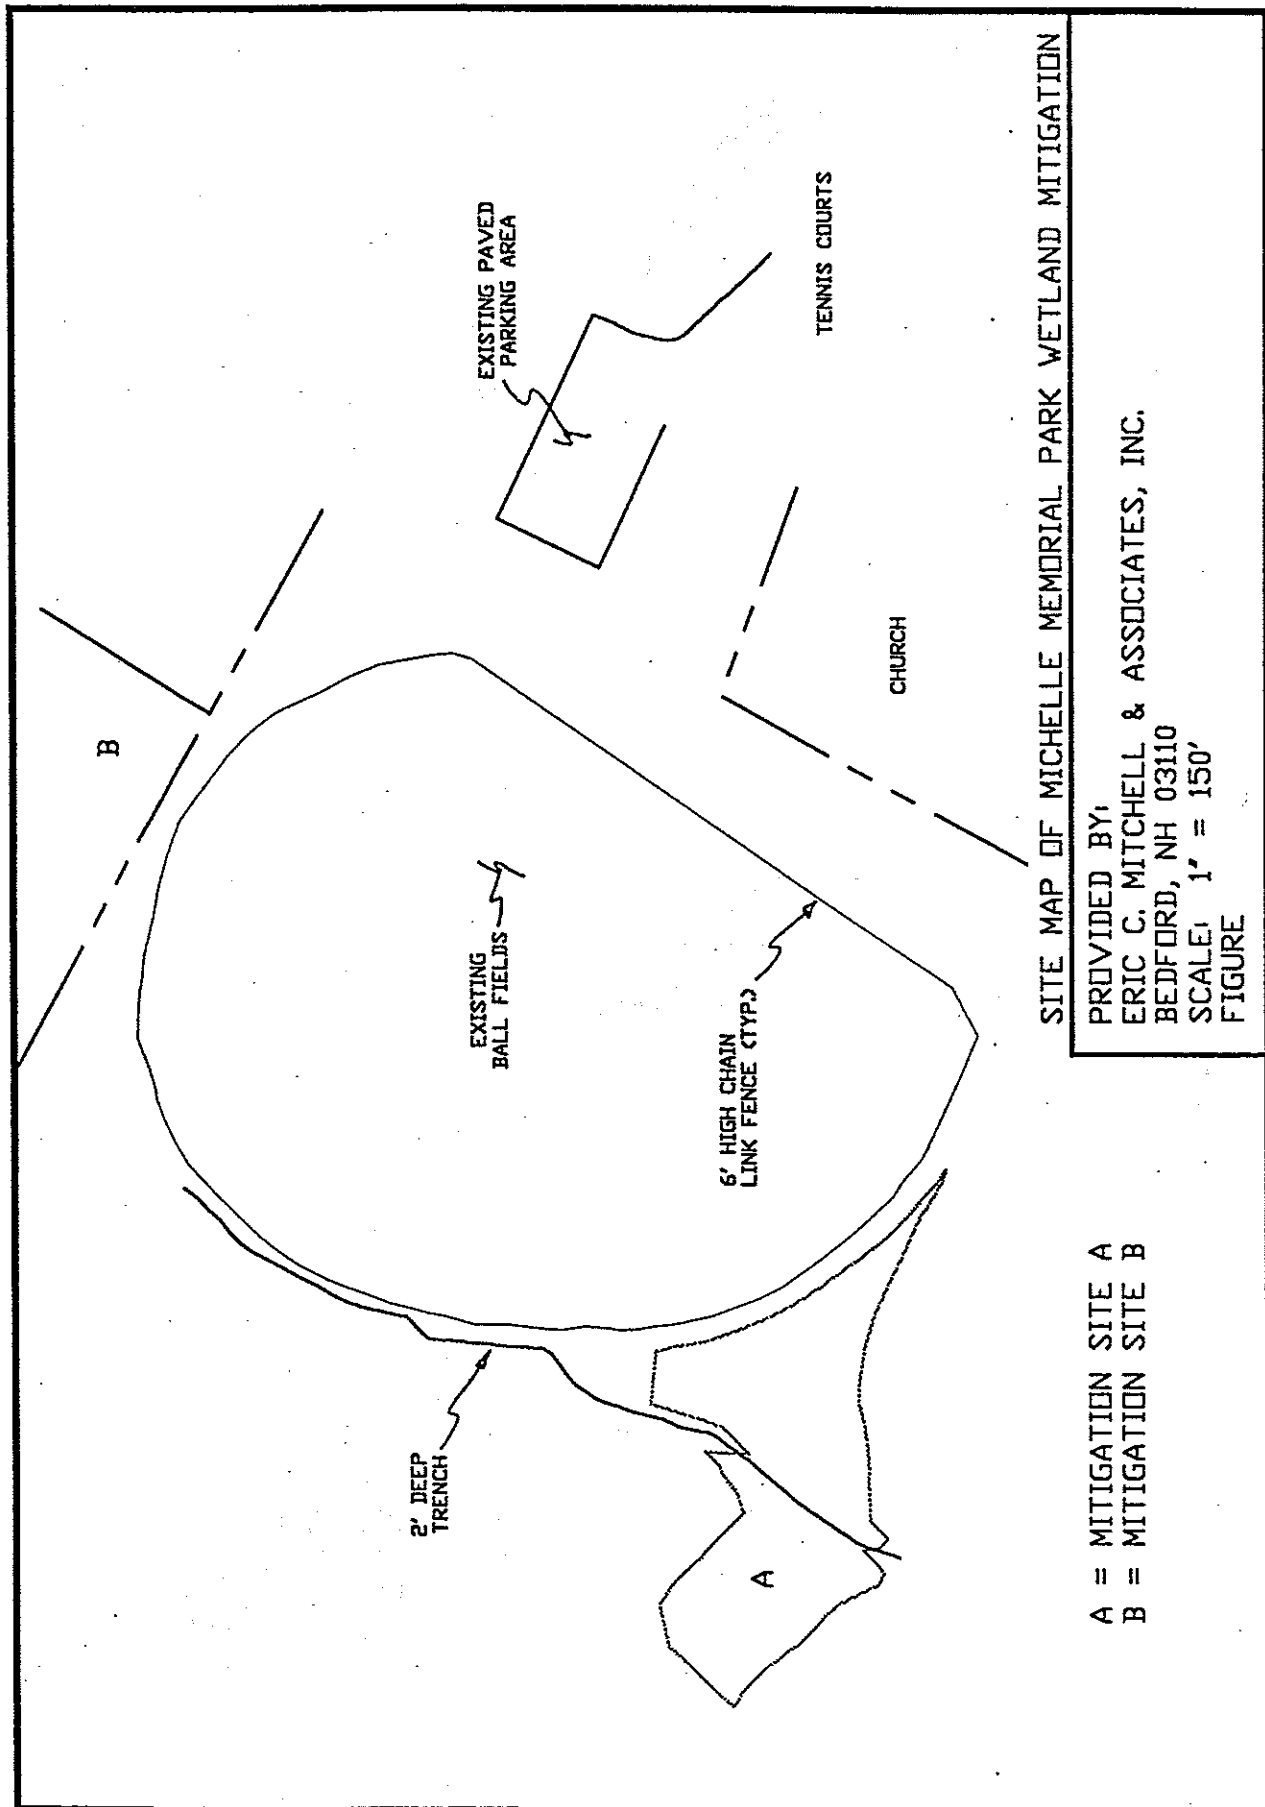 B
EXISTING PAVED
PARKING AREA
EXISTING
BALL FIELDS
2' DEEP
TRENCH
6' HIGH CHAIN
LINK FENCE (TYP.)
TENNIS COURTS
CHURCH
A
SITE MAP OF MICHELLE MEMORIAL PARK WETLAND MITIGATION
A = MITIGATION SITE A
B = MITIGATION SITE B
PROVIDED BY:
ERIC C. MITCHELL & ASSOCIATES, INC.
BEDFORD, NH 03110
SCALE: 1" = 150'
FIGURE